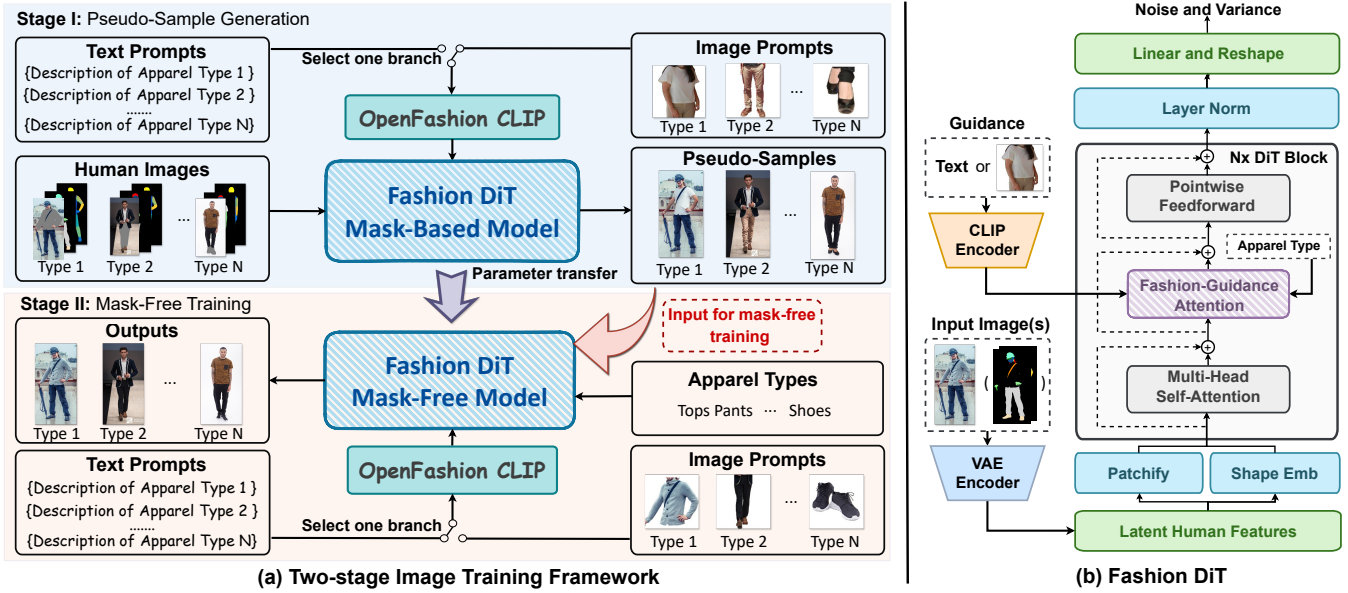 Stage I: Pseudo-Sample Generation
Text Prompts
{Description of Apparel Type 1 }
{Description of Apparel Type 2 }
.......
{Description of Apparel Type N}
Select one branch
OpenFashion CLIP
Image Prompts
...
Type 1 Type 2 Type N
Human Images
...
Type 1 Type 2 Type N
Fashion DiT
Mask-Based Model
Pseudo-Samples
...
Type 1 Type 2 Type N
Parameter transfer
Stage II: Mask-Free Training
Outputs
...
Type 1 Type 2 Type N
Fashion DiT
Mask-Free Model
Input for mask-free
training
Apparel Types
Tops Pants ... Shoes
Text Prompts
{Description of Apparel Type 1 }
{Description of Apparel Type 2 }
.......
{Description of Apparel Type N}
OpenFashion CLIP
Select one branch
Image Prompts
...
Type 1 Type 2 Type N
(a) Two-stage Image Training Framework
Noise and Variance
Linear and Reshape
Layer Norm
Guidance
Text or
CLIP
Encoder
Nx DiT Block
Pointwise
Feedforward
Apparel Type
Fashion-Guidance
Attention
Input Image(s)
( )
Multi-Head
Self-Attention
VAE
Encoder
Patchify
Shape Emb
Latent Human Features
(b) Fashion DiT